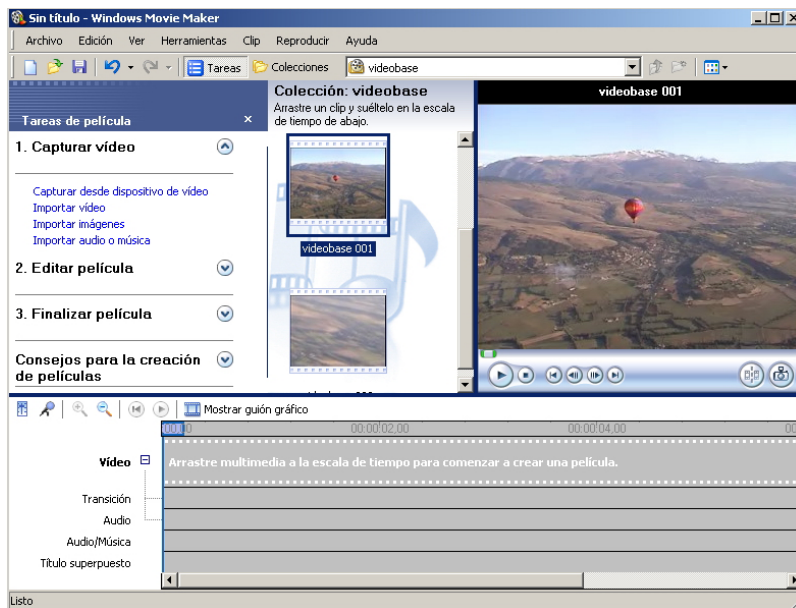 Sin título - Windows Movie Maker
Archivo Edición Ver Herramientas Clip Reproducir Ayuda
Tareas Colecciones videobase
Tareas de película
1. Capturar vídeo
Capturar desde dispositivo de vídeo
Importar vídeo
Importar imágenes
Importar audio o música
2. Editar película
3. Finalizar película
Consejos para la creación
de películas
Colección: videobase
Arrastre un clip y suéltelo en la escala
de tiempo de abajo.
videobase 001
videobase 001
Mostrar guión gráfico
00:00:02,00 00:00:04,00
Vídeo
Arrastre multimedia a la escala de tiempo para comenzar a crear una película.
Transición
Audio
Audio/Música
Título superpuesto
Listo